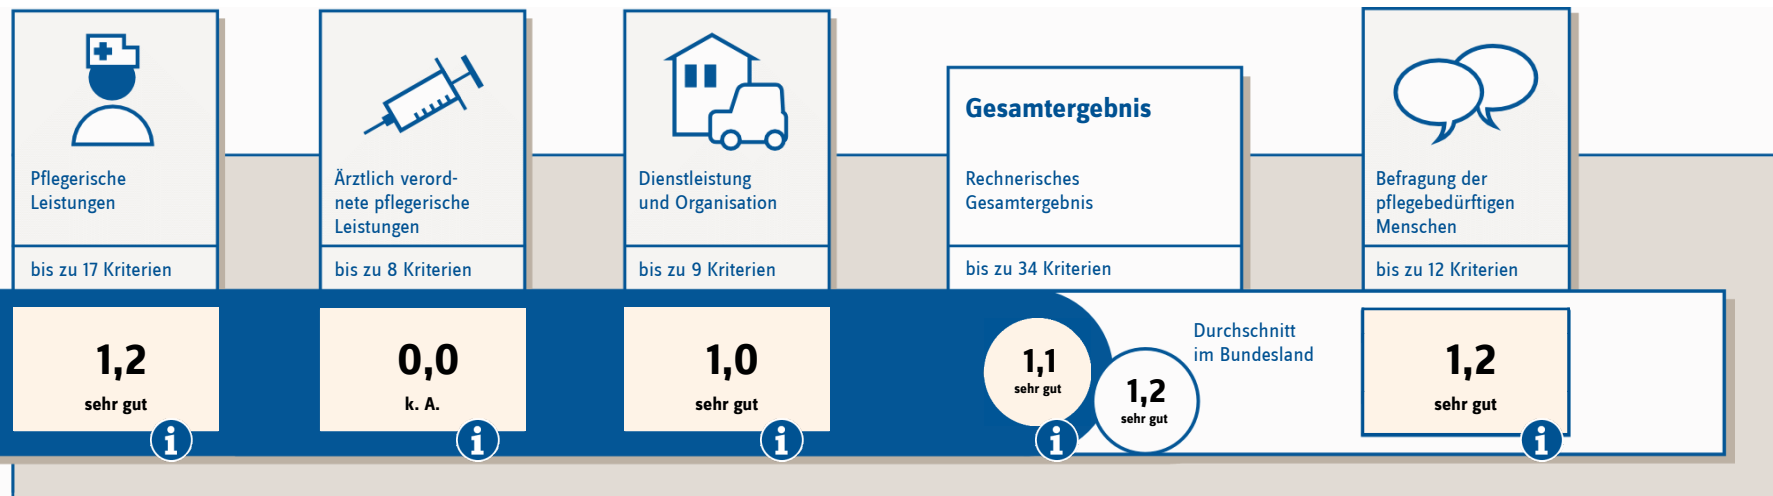 Pflegerische
Leistungen
bis zu 17 Kriterien
1,2
sehr gut
i
Ärztlich verord-
nete pflegerische
Leistungen
bis zu 8 Kriterien
0,0
k. A.
i
Dienstleistung
und Organisation
bis zu 9 Kriterien
1,0
sehr gut
i
Gesamtergebnis
Rechnerisches
Gesamtergebnis
bis zu 34 Kriterien
1,1
sehr gut
i
1,2
sehr gut
Durchschnitt
im Bundesland
Befragung der
pflegebedürftigen
Menschen
bis zu 12 Kriterien
1,2
sehr gut
i